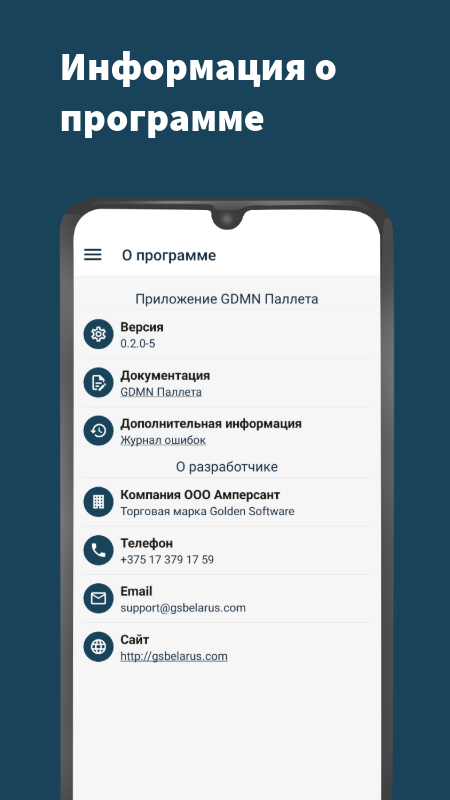 Информация о
программе
О программе
Приложение GDMN Паллета
Версия
0.2.0-5
Документация
GDMN Паллета
Дополнительная информация
Журнал ошибок
О разработчике
Компания ООО Амперсант
Торговая марка Golden Software
Телефон
+375 17 379 17 59
Email
support@gsbelarus.com
Сайт
http://gsbelarus.com